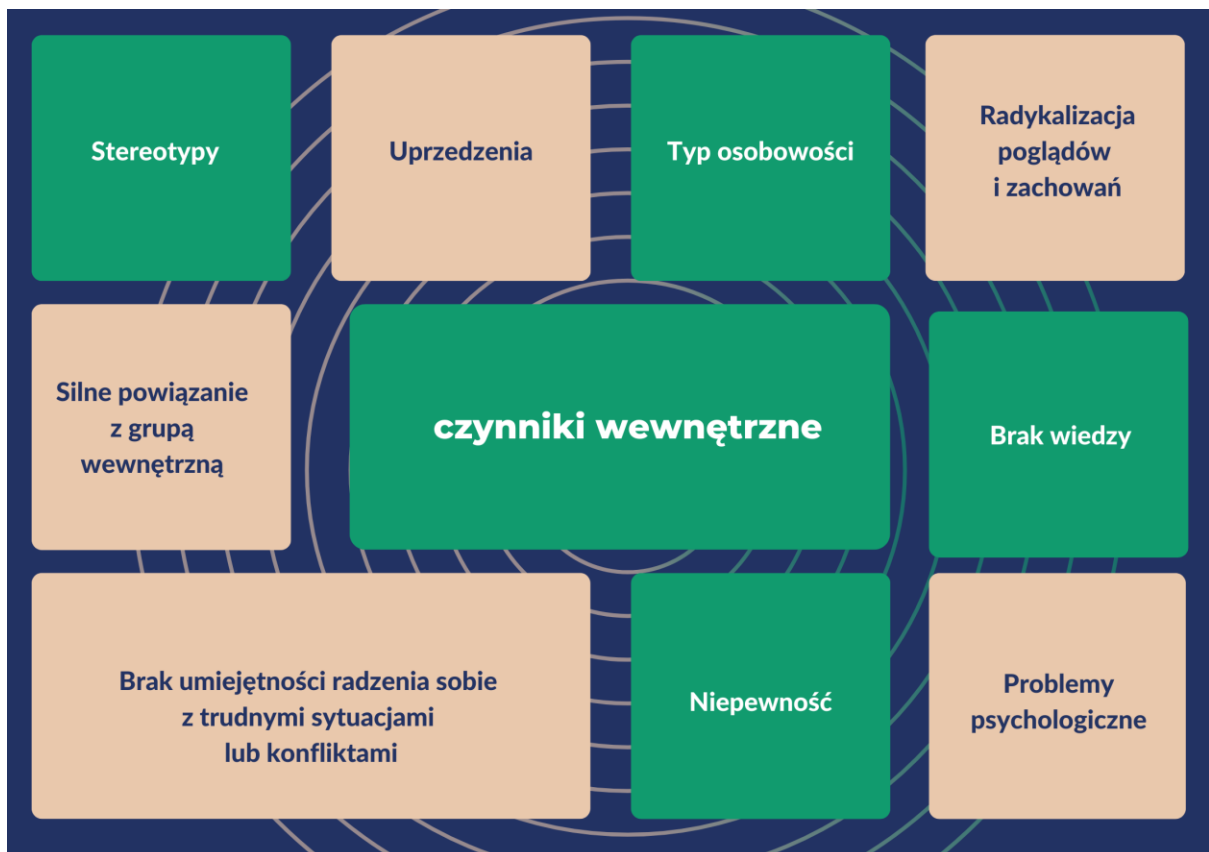 Stereotypy
Uprzedzenia
Typ osobowości
Radykalizacja
poglądów
i zachowań
Silne powiązanie
z grupą
wewnętrzną
czynniki wewnętrzne
Brak wiedzy
Brak umiejętności radzenia sobie
z trudnymi sytuacjami
lub konfliktami
Niepewność
Problemy
psychologiczne